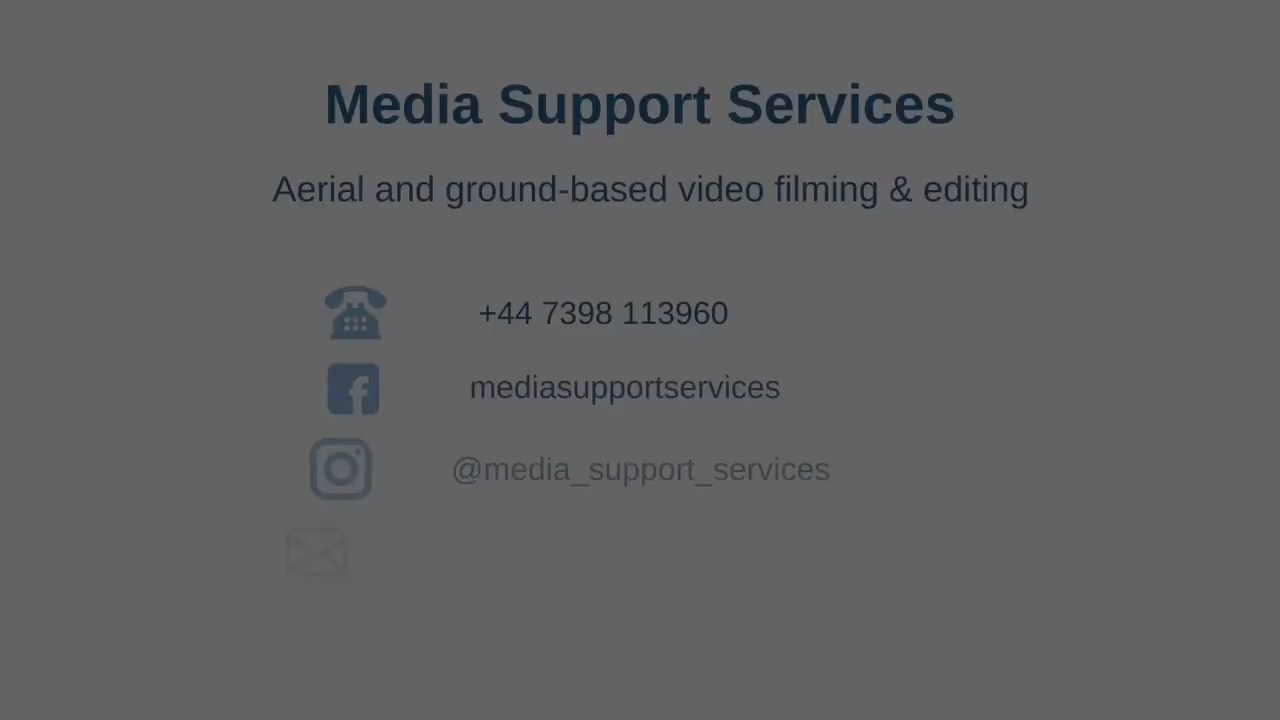 Media Support Services
Aerial and ground-based video filming & editing
+44 7398 113960
mediasupportservices
@media_support_services